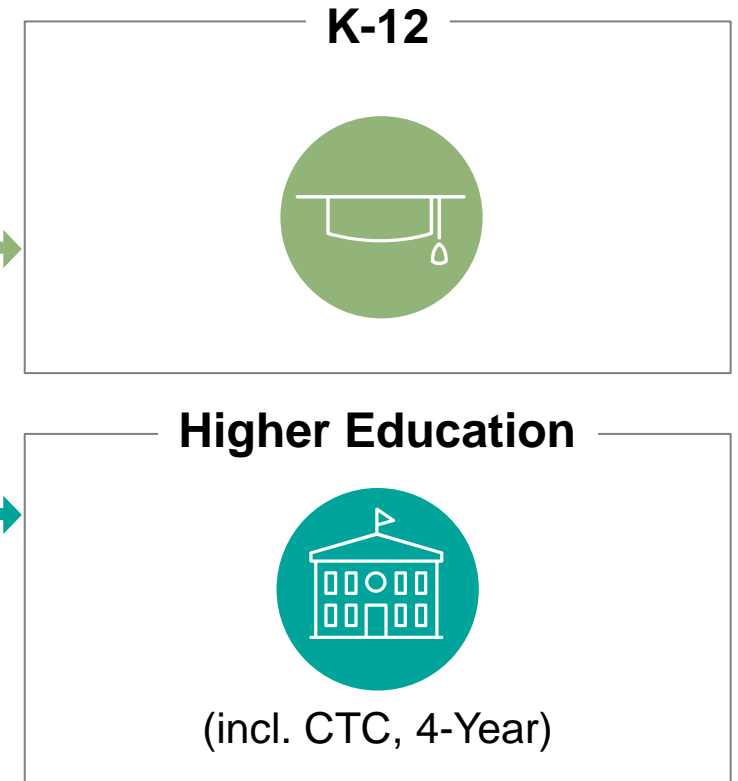 K-12
Higher Education
(incl. CTC, 4-Year)